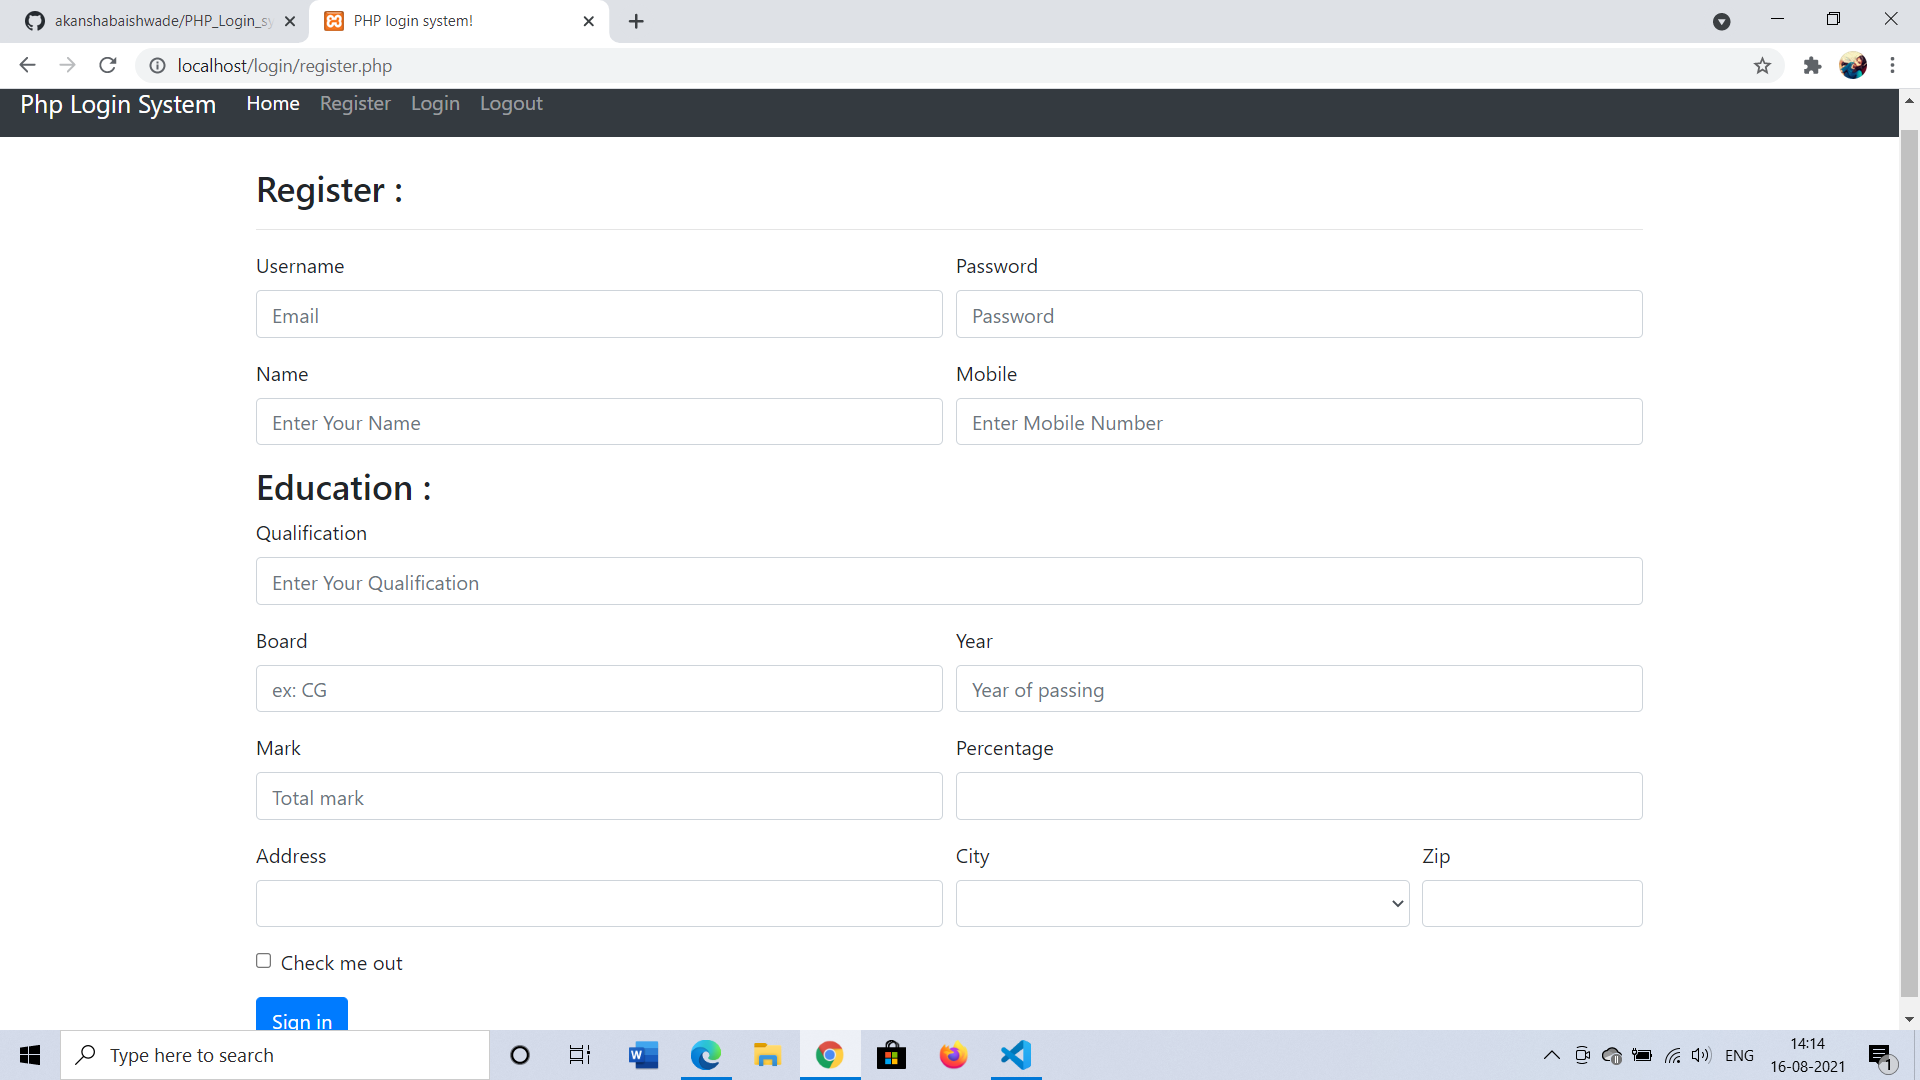 akanshabaishwade/PHP_Login_sy
PHP login system!
localhost/login/register.php
Php Login System Home Register Login Logout
Register :
Username Password
Email Password
Name Mobile
Enter Your Name Enter Mobile Number
Education :
Qualification
Enter Your Qualification
Board Year
ex: CG Year of passing
Mark Percentage
Total mark
Address City Zip
Check me out
Sign in
Type here to search
ENG
14:14
16-08-2021
1